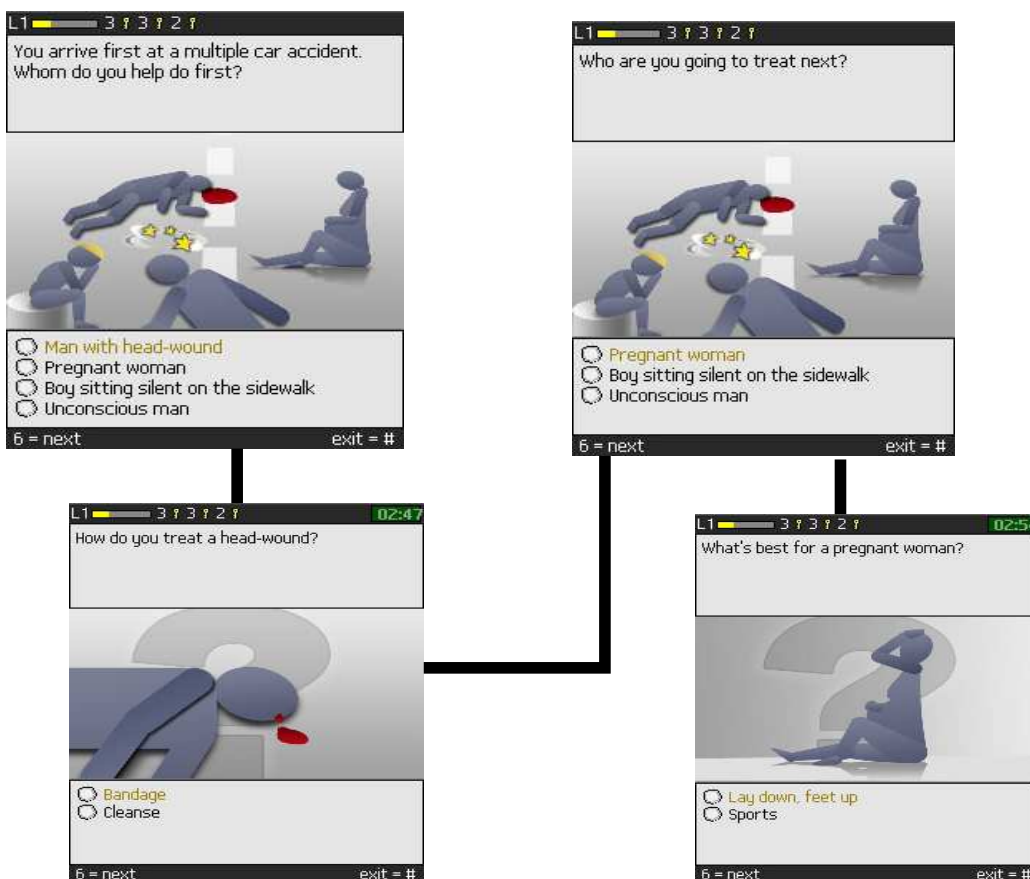 L1 3 3 2
You arrive first at a multiple car accident.
Whom do you help do first?
Man with head-wound
Pregnant woman
Boy sitting silent on the sidewalk
Unconscious man
6 = next exit = #
L1 3 3 2
Who are you going to treat next?
Pregnant woman
Boy sitting silent on the sidewalk
Unconscious man
6 = next exit = #
L1 3 3 2 02:47
How do you treat a head-wound?
Bandage
Cleanse
6 = next exit = #
L1 3 3 2
What's best for a pregnant woman?
Lay down, feet up
Sports
6 = next exit = #